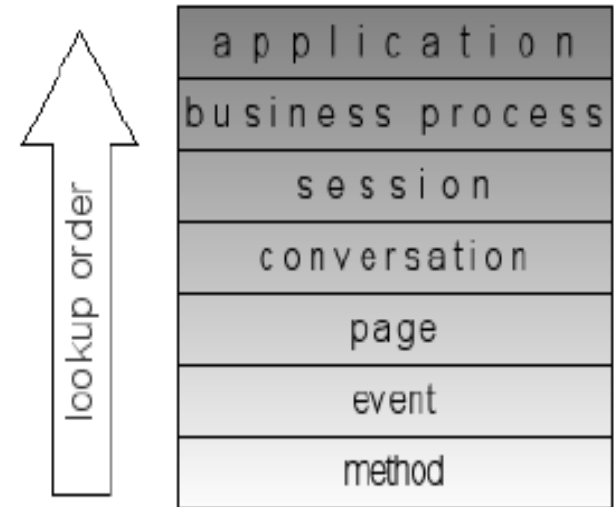 application
business process
session
conversation
page
event
method
lookup order